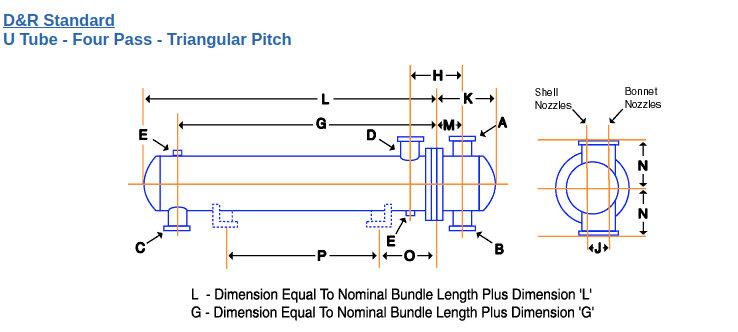 D&R Standard
U Tube - Four Pass - Triangular Pitch
H
L
K
Shell
Nozzles
Bonnet
Nozzles
G
M
A
E
D
N
N
C
E
B
J
P
O
L - Dimension Equal To Nominal Bundle Length Plus Dimension 'L'
G - Dimension Equal To Nominal Bundle Length Plus Dimension 'G'